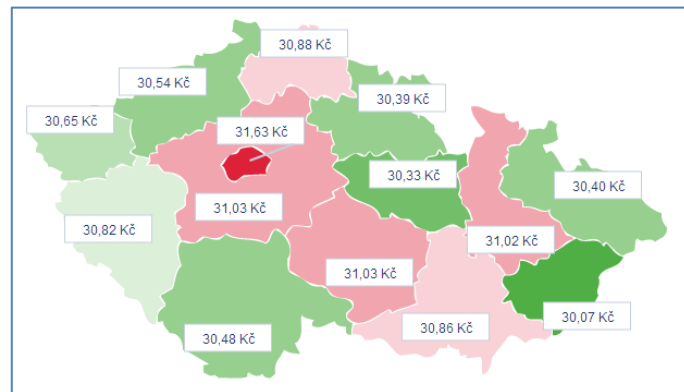 30,88 Kč
30,54 Kč
30,39 Kč
30,65 Kč
31,63 Kč
30,33 Kč
30,40 Kč
31,03 Kč
30,82 Kč
31,02 Kč
31,03 Kč
30,07 Kč
30,86 Kč
30,48 Kč